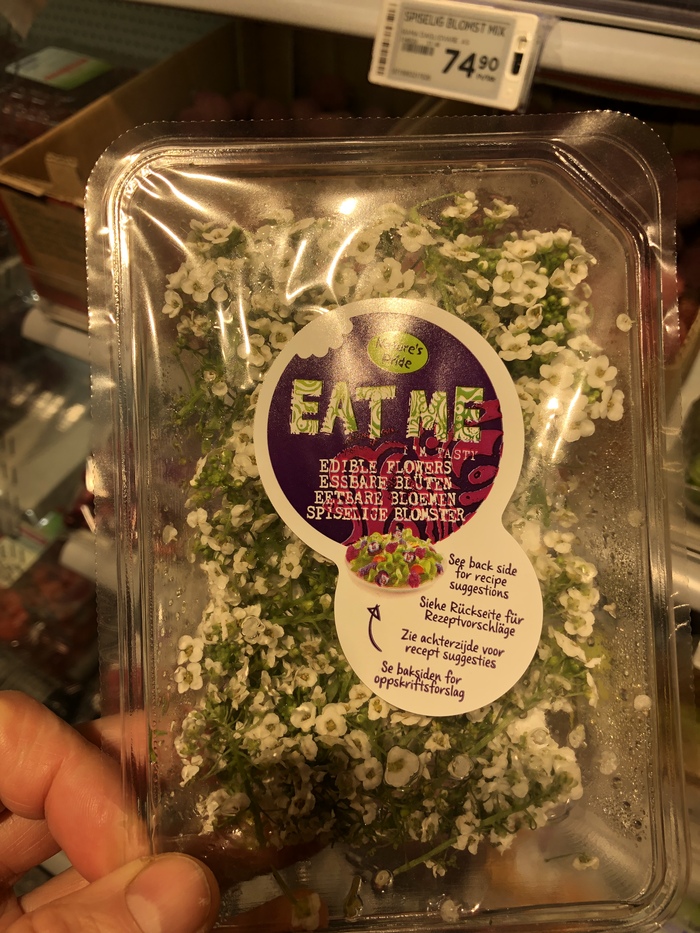 SPISELIG BLOMST MIX
74 90
Nature's
Pride
EAT ME
I'M TASTY
EDIBLE FLOWERS
ESSBARE BLÜTEN
EETBARE BLOEMEN
SPISELIJE BLOMSTER
See back side
for recipe
suggestions
Siehe Rückseite für
Rezeptvorschläge
Zie achterzijde voor
recept suggesties
Se baksiden for
oppskriftsforslag